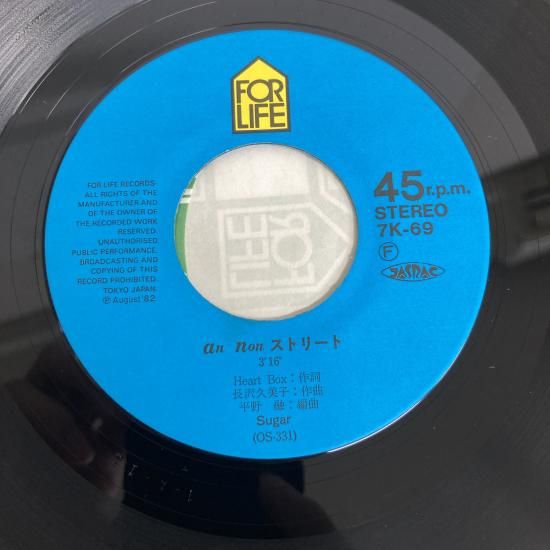 FOR
LIFE
FOR LIFE RECORDS·
ALL RIGHTS OF THE
MANUFACTURER AND
OF THE OWNER OF
THE RECORDED WORK
RESERVED.
UNAUTHORISED
PUBLIC PERFORMANCE,
BROADCASTING AND
COPYING OF THIS
RECORD PROHIBITED.
TOKYO JAPAN·
Ⓟ August '82
45r.p.m.
STEREO
7K-69
F
JASRAC
an non ストリート
3'16"
Heart Box：作詞
長沢久美子：作曲
平野 融：編曲
Sugar
(OS-331)